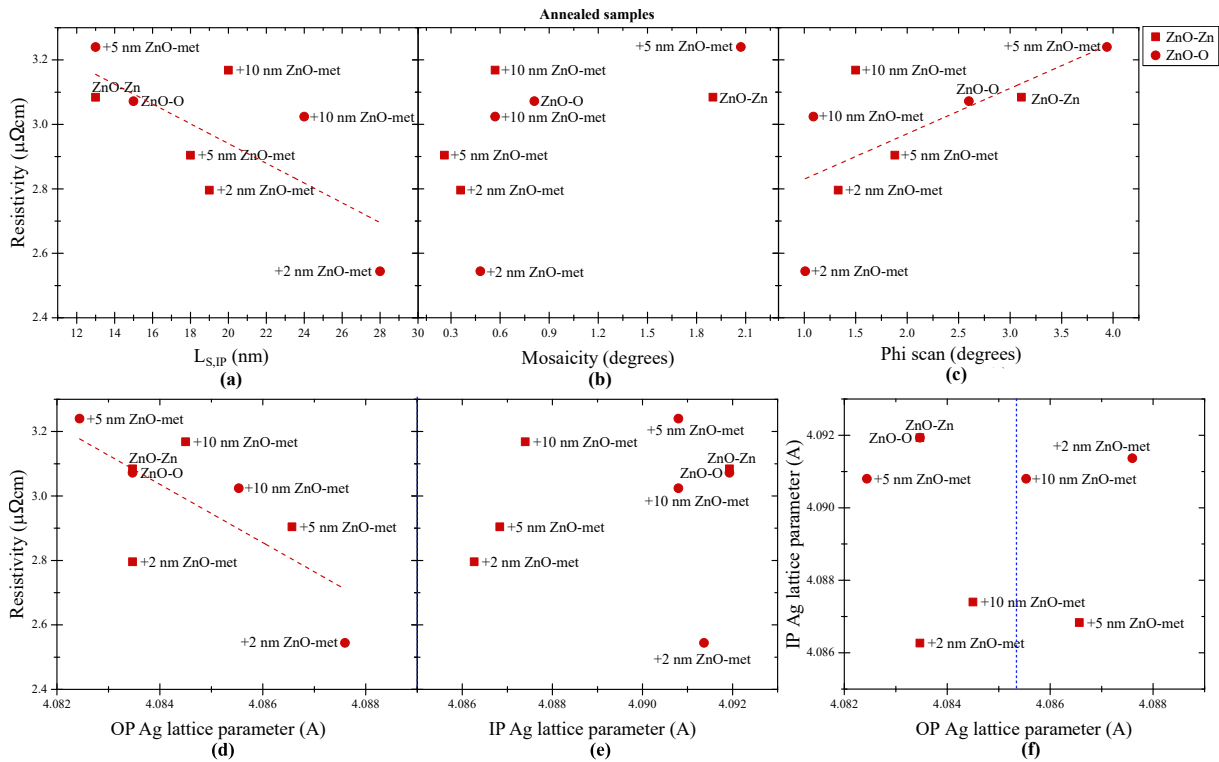 Annealed samples
ZnO-Zn
ZnO-O
Resistivity (μΩcm)
3.2
3.0
2.8
2.6
2.4
+5 nm ZnO-met
+10 nm ZnO-met
ZnO-Zn
ZnO-O
+10 nm ZnO-met
+5 nm ZnO-met
+2 nm ZnO-met
+2 nm ZnO-met
12 14 16 18 20 22 24 26 28 30
L_S,IP (nm)
(a)
+5 nm ZnO-met
+10 nm ZnO-met
ZnO-O
ZnO-Zn
+10 nm ZnO-met
+5 nm ZnO-met
+2 nm ZnO-met
+2 nm ZnO-met
0.3 0.6 0.9 1.2 1.5 1.8 2.1
Mosaicity (degrees)
(b)
+5 nm ZnO-met
+10 nm ZnO-met
ZnO-O
ZnO-Zn
+10 nm ZnO-met
+5 nm ZnO-met
+2 nm ZnO-met
+2 nm ZnO-met
1.0 1.5 2.0 2.5 3.0 3.5 4.0
Phi scan (degrees)
(c)
Resistivity (μΩcm)
3.2
3.0
2.8
2.6
2.4
+5 nm ZnO-met
+10 nm ZnO-met
ZnO-Zn
ZnO-O
+10 nm ZnO-met
+5 nm ZnO-met
+2 nm ZnO-met
+2 nm ZnO-met
4.082 4.084 4.086 4.088
OP Ag lattice parameter (A)
(d)
+5 nm ZnO-met
+10 nm ZnO-met
ZnO-Zn
ZnO-O
+10 nm ZnO-met
+5 nm ZnO-met
+2 nm ZnO-met
+2 nm ZnO-met
4.086 4.088 4.090 4.092
IP Ag lattice parameter (A)
(e)
IP Ag lattice parameter (A)
4.092
4.090
4.088
4.086
ZnO-Zn
ZnO-O
+2 nm ZnO-met
+5 nm ZnO-met
+10 nm ZnO-met
+10 nm ZnO-met
+5 nm ZnO-met
+2 nm ZnO-met
4.082 4.084 4.086 4.088
OP Ag lattice parameter (A)
(f)